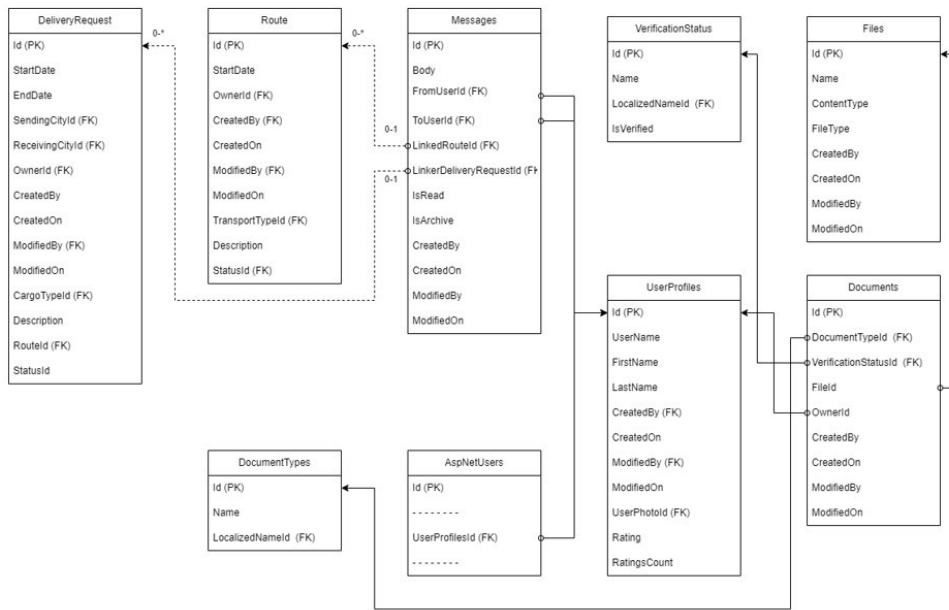 DeliveryRequest
Id (PK)
StartDate
EndDate
SendingCityId (FK)
ReceivingCityId (FK)
OwnerId (FK)
CreatedBy
CreatedOn
ModifiedBy (FK)
ModifiedOn
CargoTypeId (FK)
Description
RouteId (FK)
StatusId
0-*
Route
Id (PK)
StartDate
OwnerId (FK)
CreatedBy (FK)
CreatedOn
ModifiedBy (FK)
ModifiedOn
TransportTypeId (FK)
Description
StatusId (FK)
0-*
0-1
0-1
Messages
Id (PK)
Body
FromUserId (FK)
ToUserId (FK)
LinkedRouteId (FK)
LinkerDeliveryRequestId (FK
IsRead
IsArchive
CreatedBy
CreatedOn
ModifiedBy
ModifiedOn
VerificationStatus
Id (PK)
Name
LocalizedNameId (FK)
IsVerified
Files
Id (PK)
Name
ContentType
FileType
CreatedBy
CreatedOn
ModifiedBy
ModifiedOn
UserProfiles
Id (PK)
UserName
FirstName
LastName
CreatedBy (FK)
CreatedOn
ModifiedBy (FK)
ModifiedOn
UserPhotoId (FK)
Rating
RatingsCount
Documents
Id (PK)
DocumentTypeId (FK)
VerificationStatusId (FK)
FileId
OwnerId
CreatedBy
CreatedOn
ModifiedBy
ModifiedOn
DocumentTypes
Id (PK)
Name
LocalizedNameId (FK)
AspNetUsers
Id (PK)
- - - - - - - -
UserProfilesId (FK)
- - - - - - - -